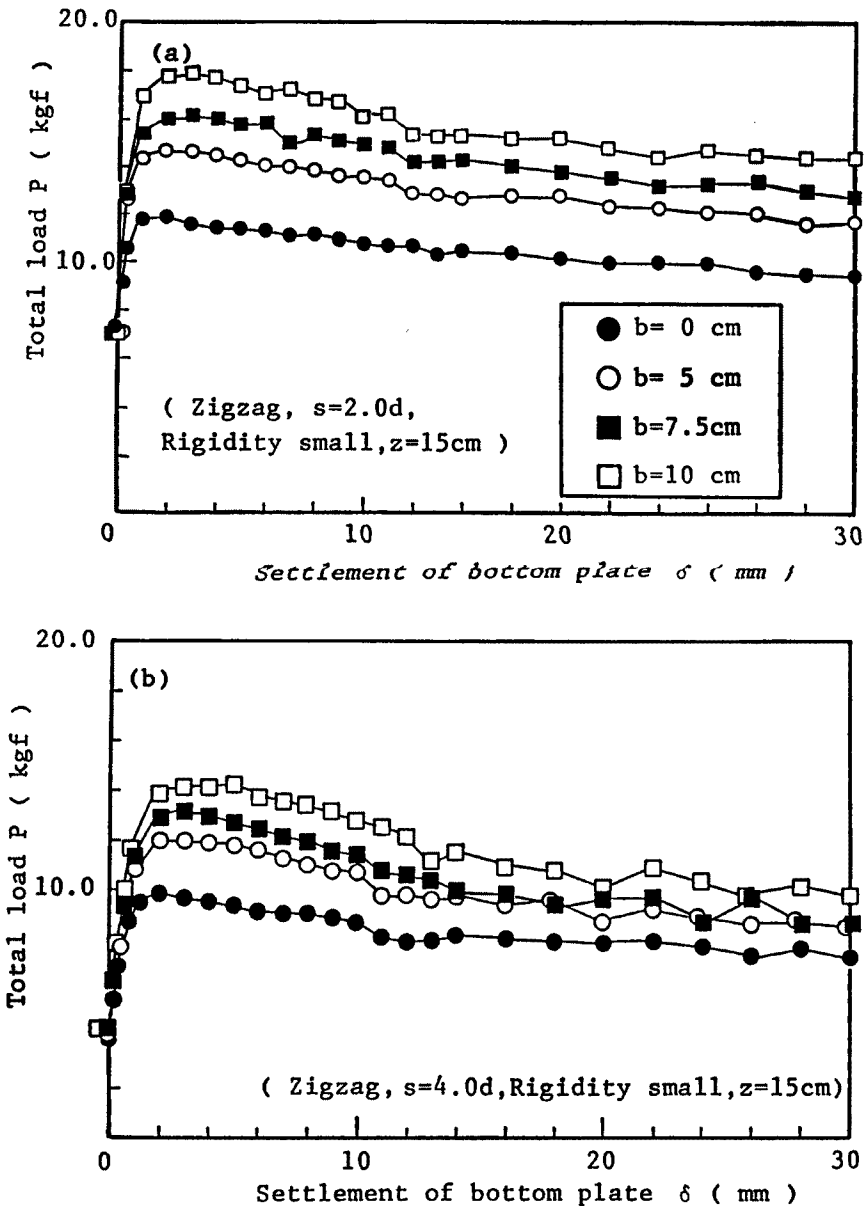 20.0
(a)
Total load P ( kgf )
10.0
b= 0 cm
b= 5 cm
b=7.5cm
b=10 cm
( Zigzag, s=2.0d,
Rigidity small,z=15cm )
0
10
20
30
Settlement of bottom plate δ ( mm )
20.0
(b)
Total load P ( kgf )
10.0
( Zigzag, s=4.0d,Rigidity small,z=15cm)
0
10
20
30
Settlement of bottom plate δ ( mm )